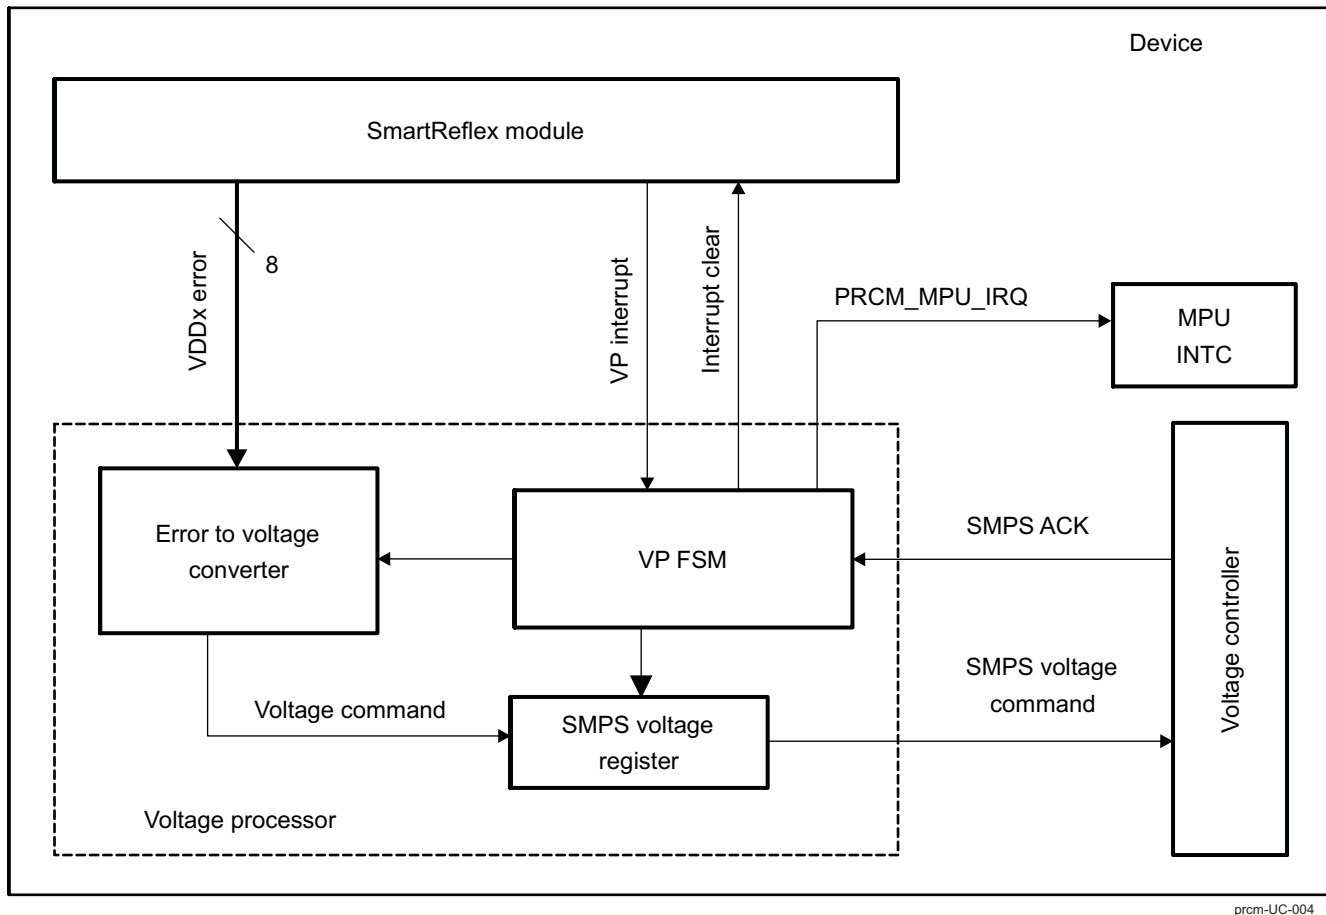 Device
SmartReflex module
8
VDDx error
VP interrupt
Interrupt clear
PRCM_MPU_IRQ
MPU
INTC
Error to voltage
converter
VP FSM
SMPS ACK
Voltage controller
SMPS voltage
command
Voltage command
SMPS voltage
register
Voltage processor
prcm-UC-004